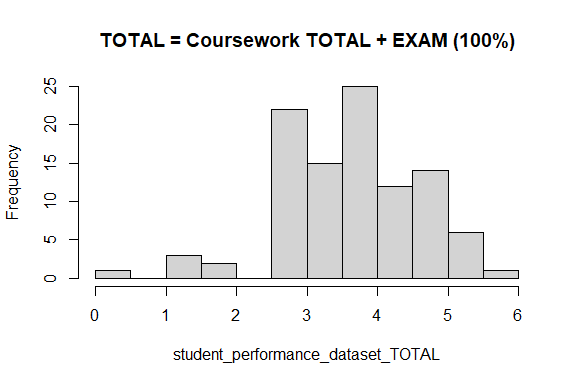 TOTAL = Coursework TOTAL + EXAM (100%)
Frequency
25
20
15
10
5
0
0 1 2 3 4 5 6
student_performance_dataset_TOTAL